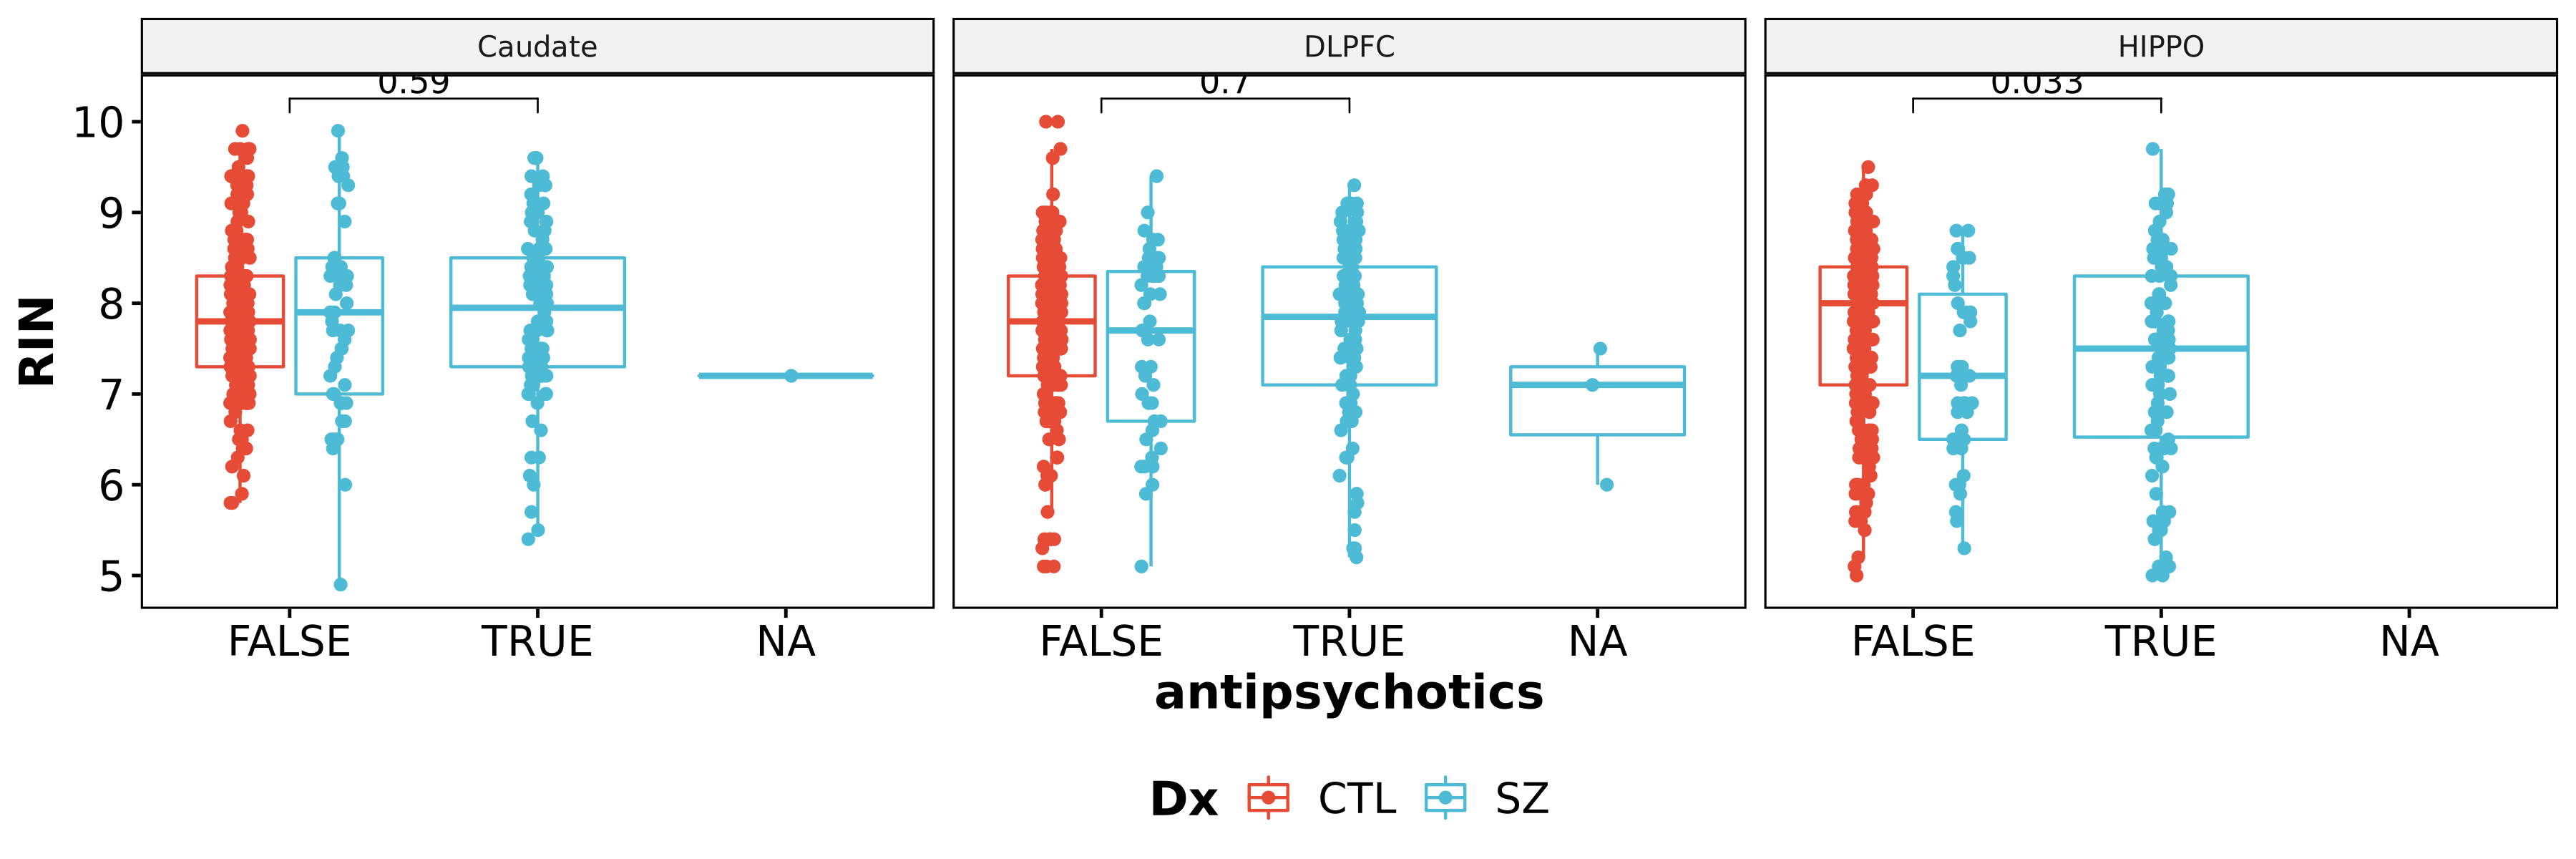 Caudate DLPFC HIPPO
0.59 0.7 0.033
RIN
10
9
8
7
6
5
FALSE TRUE NA FALSE TRUE NA FALSE TRUE NA
antipsychotics
Dx CTL SZ